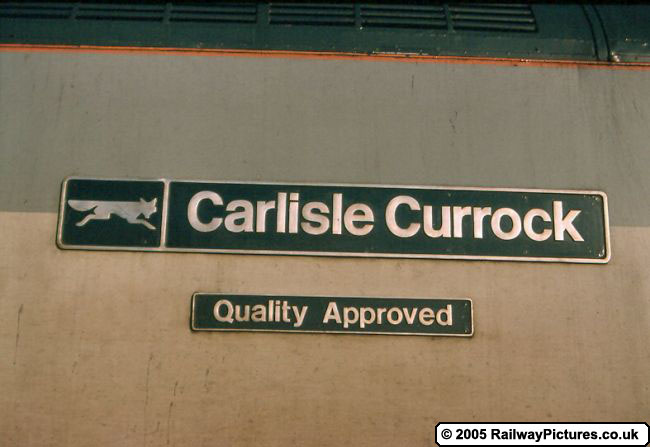 Carlisle Currock
Quality Approved
© 2005 RailwayPictures.co.uk